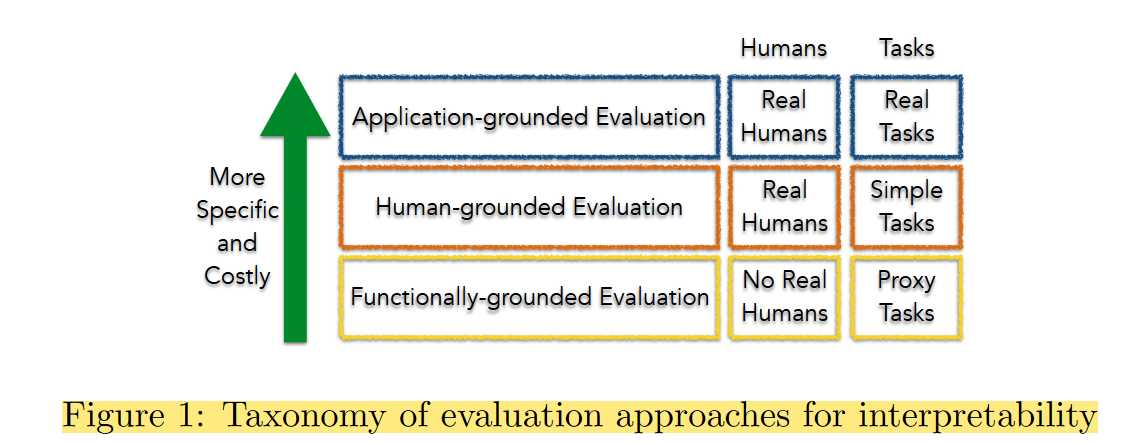 Humans Tasks
Application-grounded Evaluation
Real
Humans
Real
Tasks
More
Specific
and
Costly
Human-grounded Evaluation
Real
Humans
Simple
Tasks
Functionally-grounded Evaluation
No Real
Humans
Proxy
Tasks
Figure 1: Taxonomy of evaluation approaches for interpretability